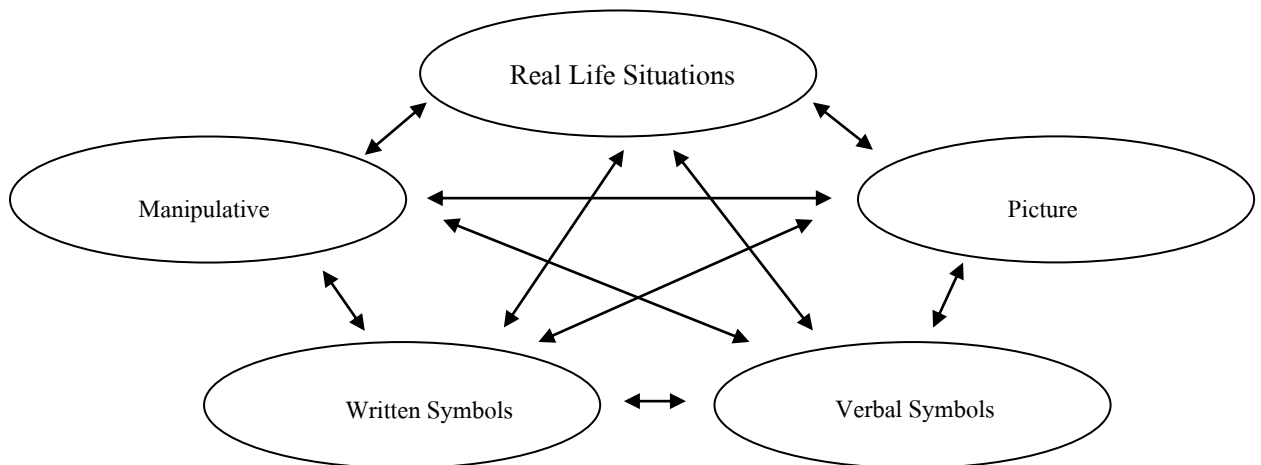 Real Life Situations
Manipulative
Picture
Written Symbols
Verbal Symbols